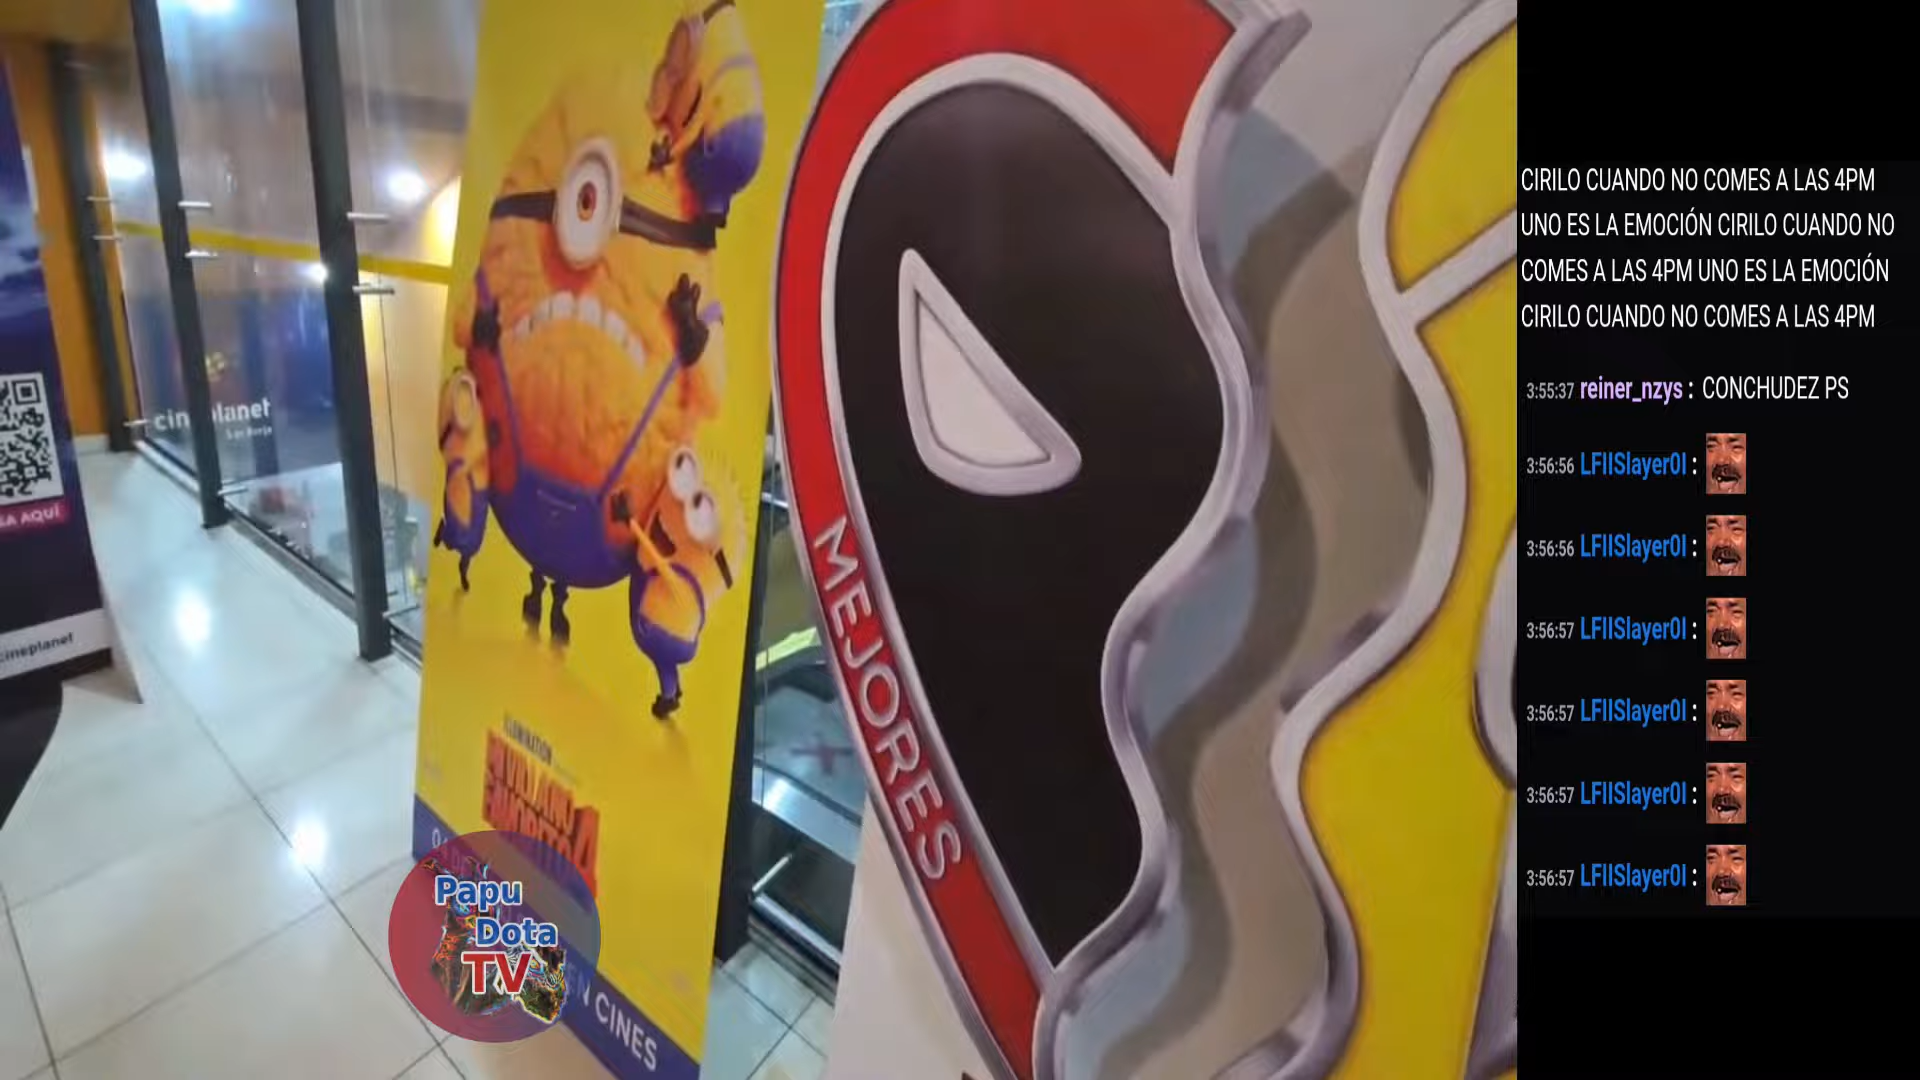 CIRILO CUANDO NO COMES A LAS 4PM
UNO ES LA EMOCIÓN CIRILO CUANDO NO
COMES A LAS 4PM UNO ES LA EMOCIÓN
CIRILO CUANDO NO COMES A LAS 4PM
3:55:37 reiner_nzys : CONCHUDEZ PS
3:56:56 LFIISlayer0I :
3:56:56 LFIISlayer0I :
3:56:57 LFIISlayer0I :
3:56:57 LFIISlayer0I :
3:56:57 LFIISlayer0I :
3:56:57 LFIISlayer0I :
cineplanet
AQUÍ
cineplanet
ILLUMINATION
MI VILLANO
FAVORITO 4
EN CINES
MEJORES
Papu
Dota
TV